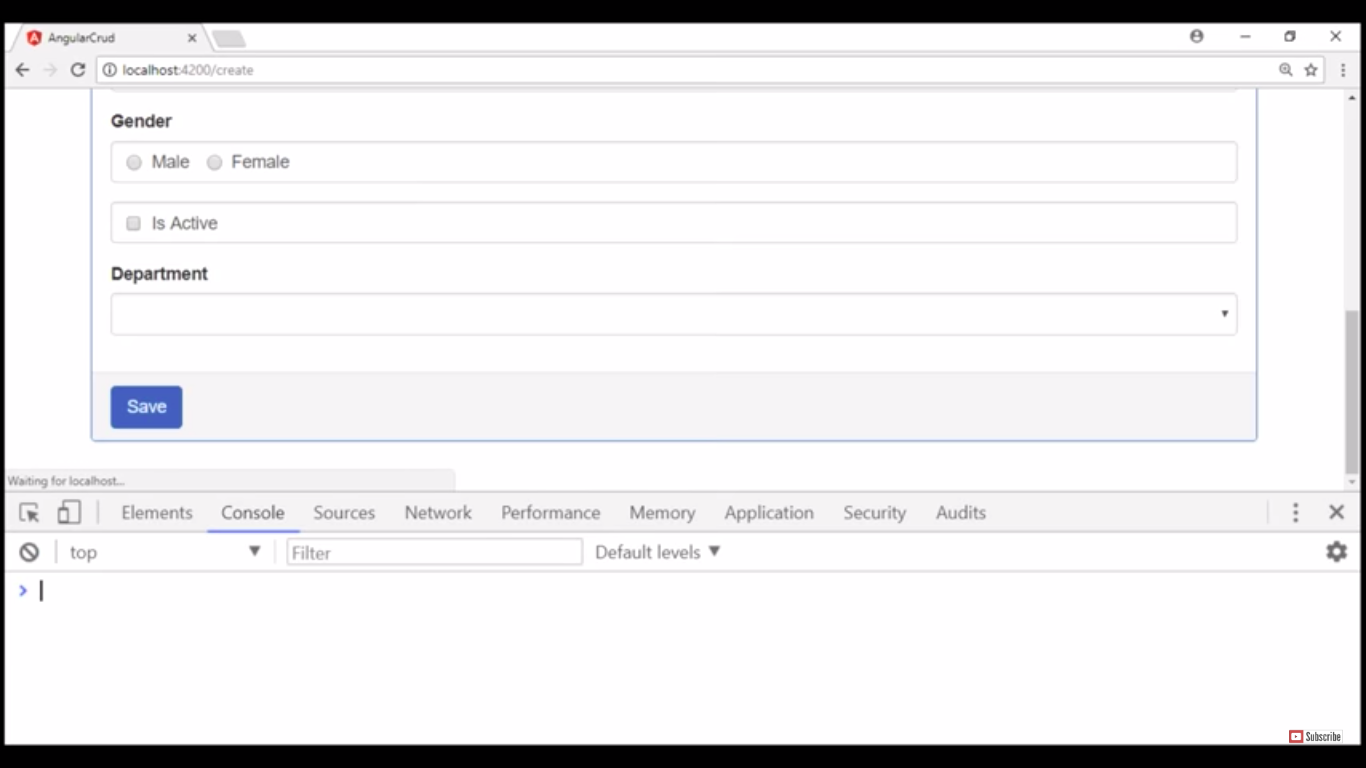 AngularCrud
localhost:4200/create
Gender
Male Female
Is Active
Department
Save
Waiting for localhost...
Elements Console Sources Network Performance Memory Application Security Audits
top Filter Default levels
Subscribe